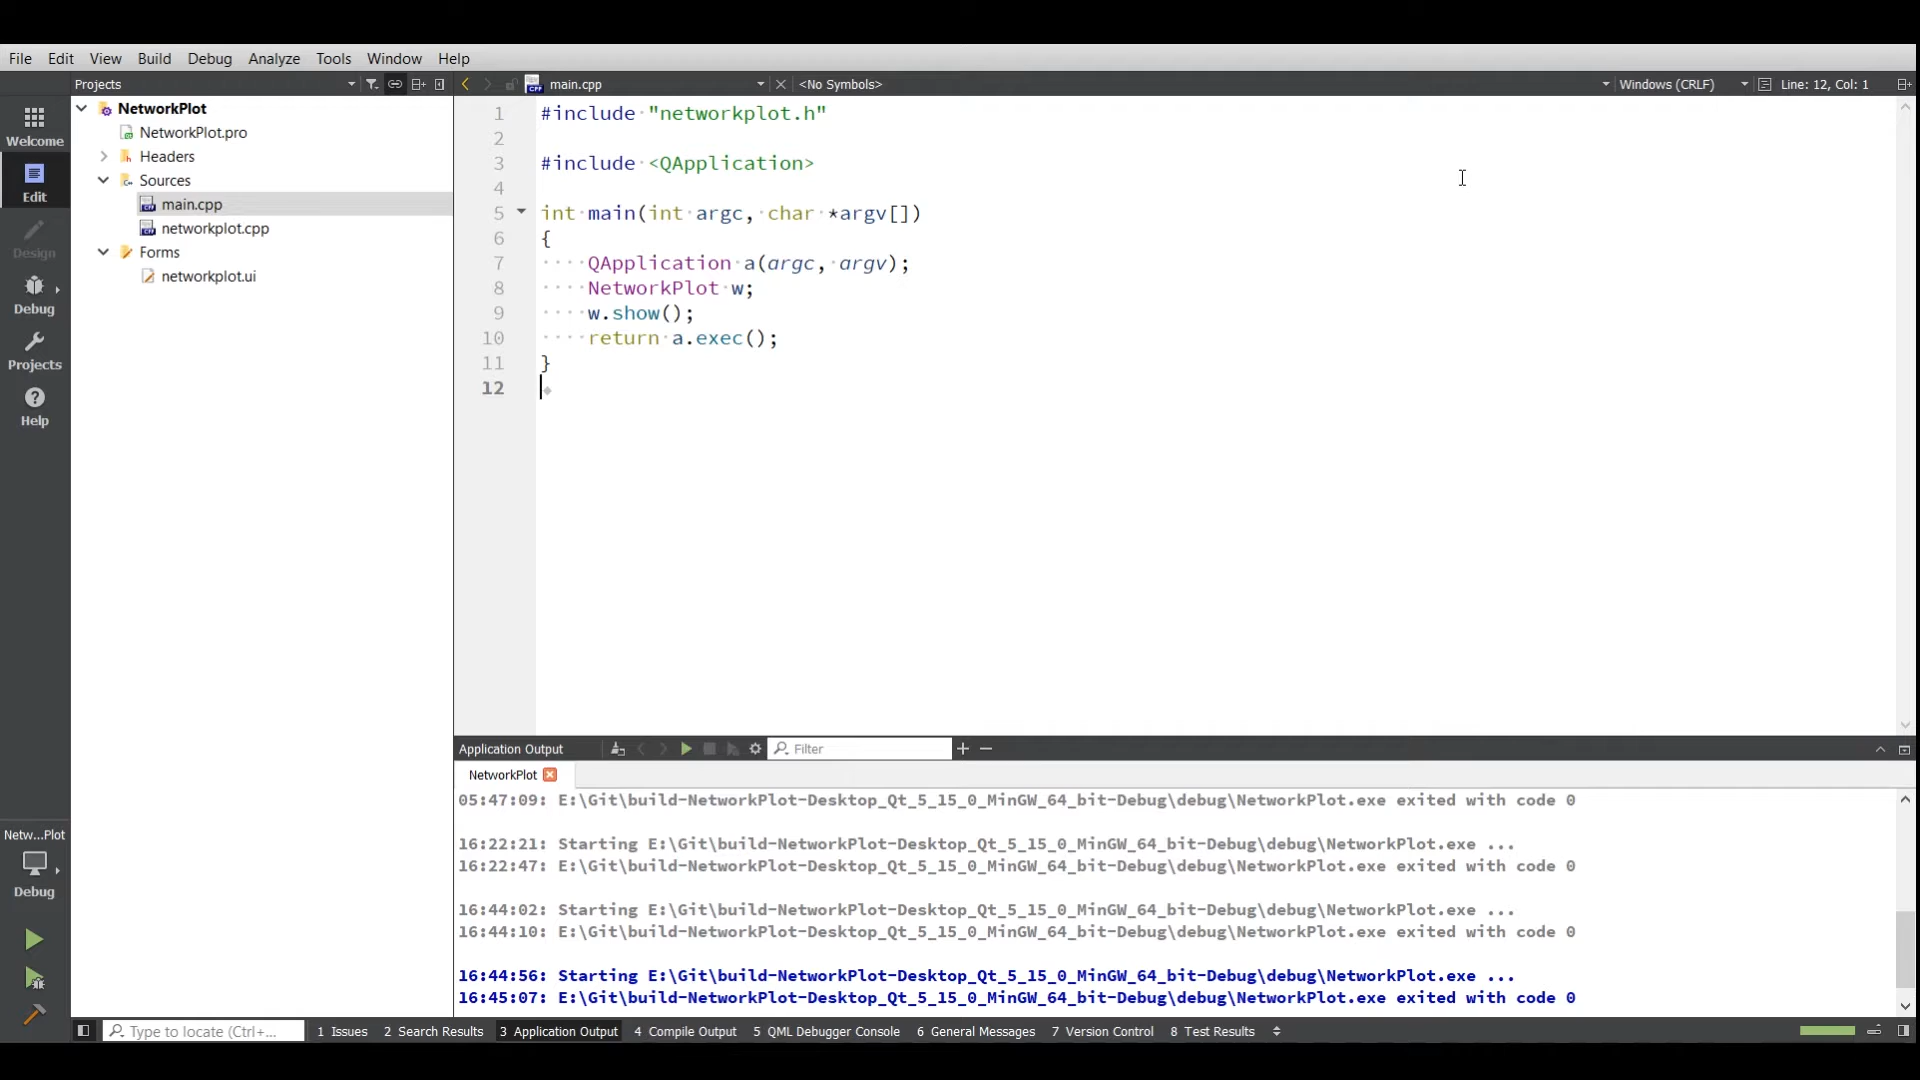 File Edit View Build Debug Analyze Tools Window Help
Projects
main.cpp <No Symbols> Windows (CRLF) Line: 12, Col: 1
Welcome
Edit
Design
Debug
Projects
Help
Netw...Plot
Debug
NetworkPlot
NetworkPlot.pro
Headers
Sources
main.cpp
networkplot.cpp
Forms
networkplot.ui
1 #include "networkplot.h"
2
3 #include <QApplication>
4
5 int main(int argc, char *argv[])
6 {
7 QApplication a(argc, argv);
8 NetworkPlot w;
9 w.show();
10 return a.exec();
11 }
12
Application Output Filter
NetworkPlot
05:47:09: E:\Git\build-NetworkPlot-Desktop_Qt_5_15_0_MinGW_64_bit-Debug\debug\NetworkPlot.exe exited with code 0
16:22:21: Starting E:\Git\build-NetworkPlot-Desktop_Qt_5_15_0_MinGW_64_bit-Debug\debug\NetworkPlot.exe ...
16:22:47: E:\Git\build-NetworkPlot-Desktop_Qt_5_15_0_MinGW_64_bit-Debug\debug\NetworkPlot.exe exited with code 0
16:44:02: Starting E:\Git\build-NetworkPlot-Desktop_Qt_5_15_0_MinGW_64_bit-Debug\debug\NetworkPlot.exe ...
16:44:10: E:\Git\build-NetworkPlot-Desktop_Qt_5_15_0_MinGW_64_bit-Debug\debug\NetworkPlot.exe exited with code 0
16:44:56: Starting E:\Git\build-NetworkPlot-Desktop_Qt_5_15_0_MinGW_64_bit-Debug\debug\NetworkPlot.exe ...
16:45:07: E:\Git\build-NetworkPlot-Desktop_Qt_5_15_0_MinGW_64_bit-Debug\debug\NetworkPlot.exe exited with code 0
Type to locate (Ctrl+... 1 Issues 2 Search Results 3 Application Output 4 Compile Output 5 QML Debugger Console 6 General Messages 7 Version Control 8 Test Results